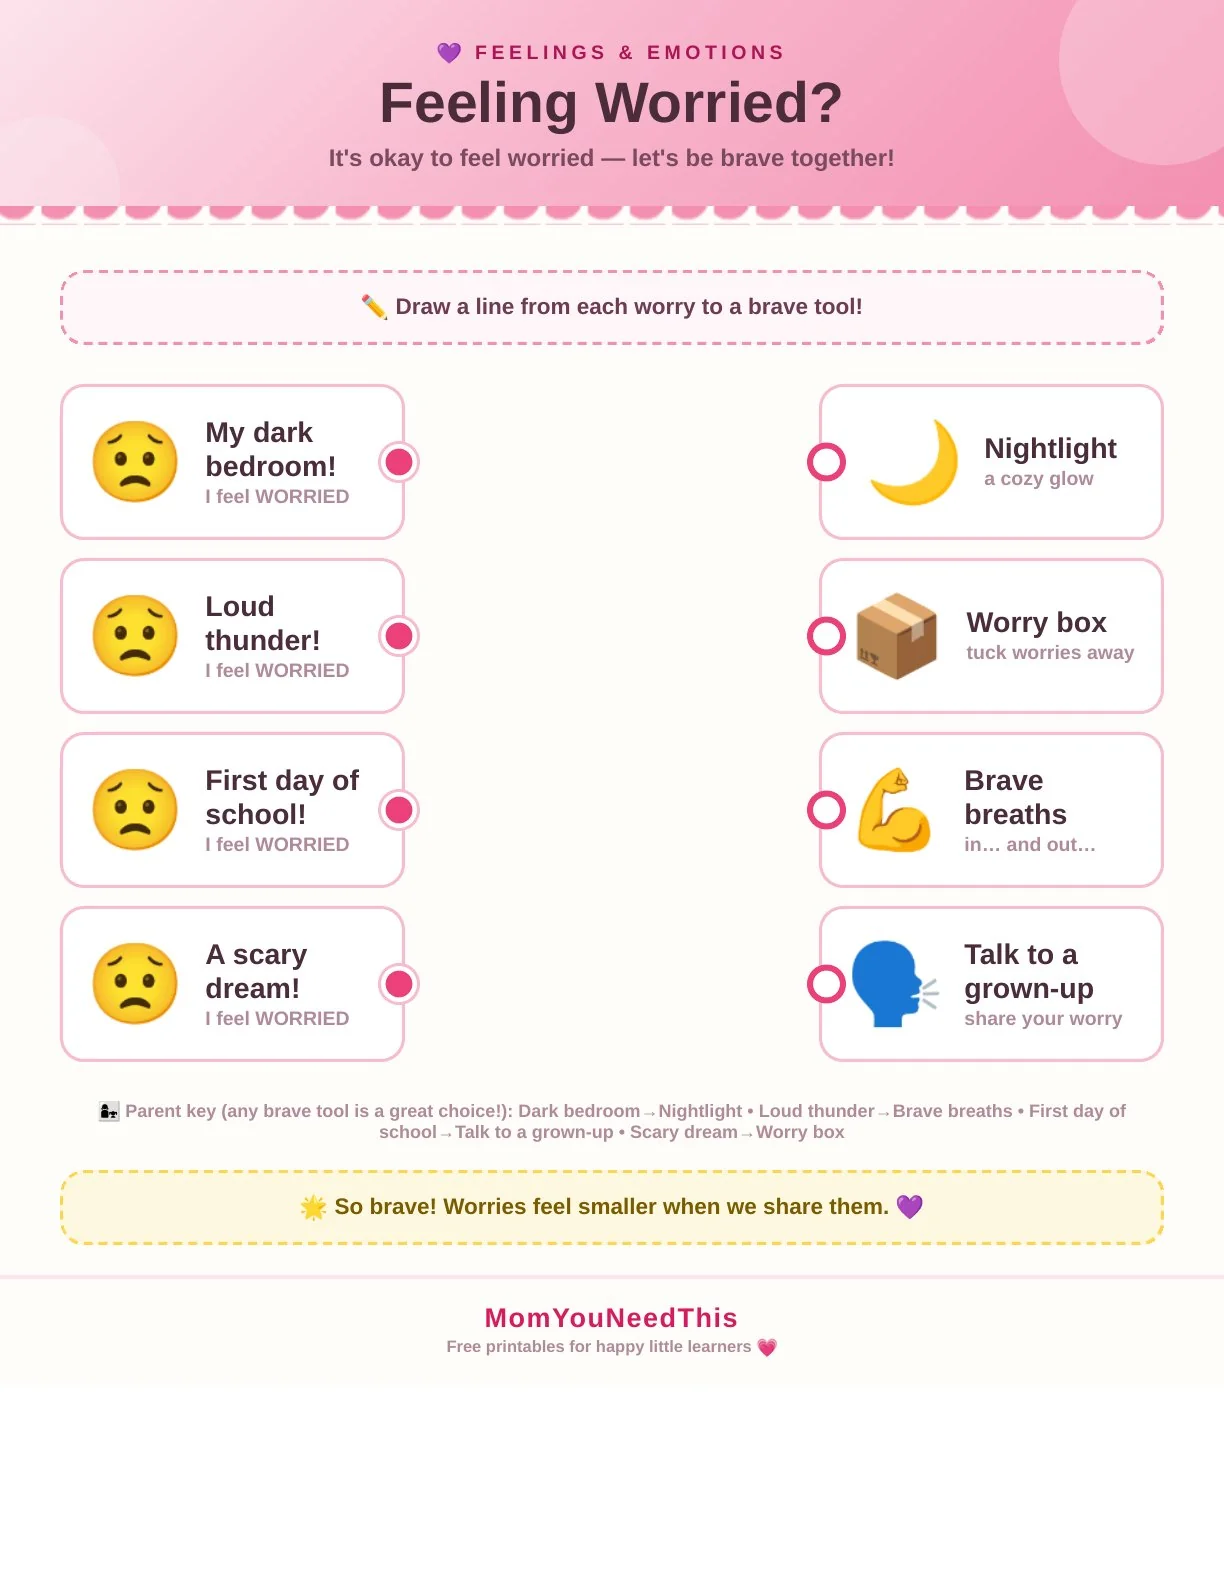 💜 FEELINGS & EMOTIONS
Feeling Worried?
It's okay to feel worried — let's be brave together!
✏️ Draw a line from each worry to a brave tool!
My dark
bedroom!
I feel WORRIED
Nightlight
a cozy glow
Loud
thunder!
I feel WORRIED
Worry box
tuck worries away
First day of
school!
I feel WORRIED
Brave
breaths
in… and out…
A scary
dream!
I feel WORRIED
Talk to a
grown-up
share your worry
Parent key (any brave tool is a great choice!): Dark bedroom→Nightlight • Loud thunder→Brave breaths • First day of
school→Talk to a grown-up • Scary dream→Worry box
🌟 So brave! Worries feel smaller when we share them. 💜
MomYouNeedThis
Free printables for happy little learners 💗